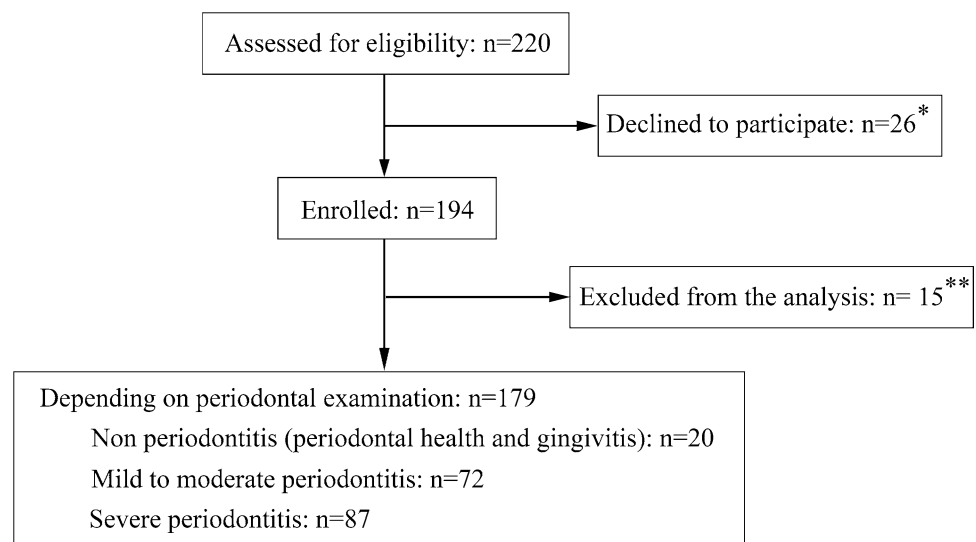 Assessed for eligibility: n=220
Declined to participate: n=26*
Enrolled: n=194
Excluded from the analysis: n= 15**
Depending on periodontal examination: n=179
Non periodontitis (periodontal health and gingivitis): n=20
Mild to moderate periodontitis: n=72
Severe periodontitis: n=87